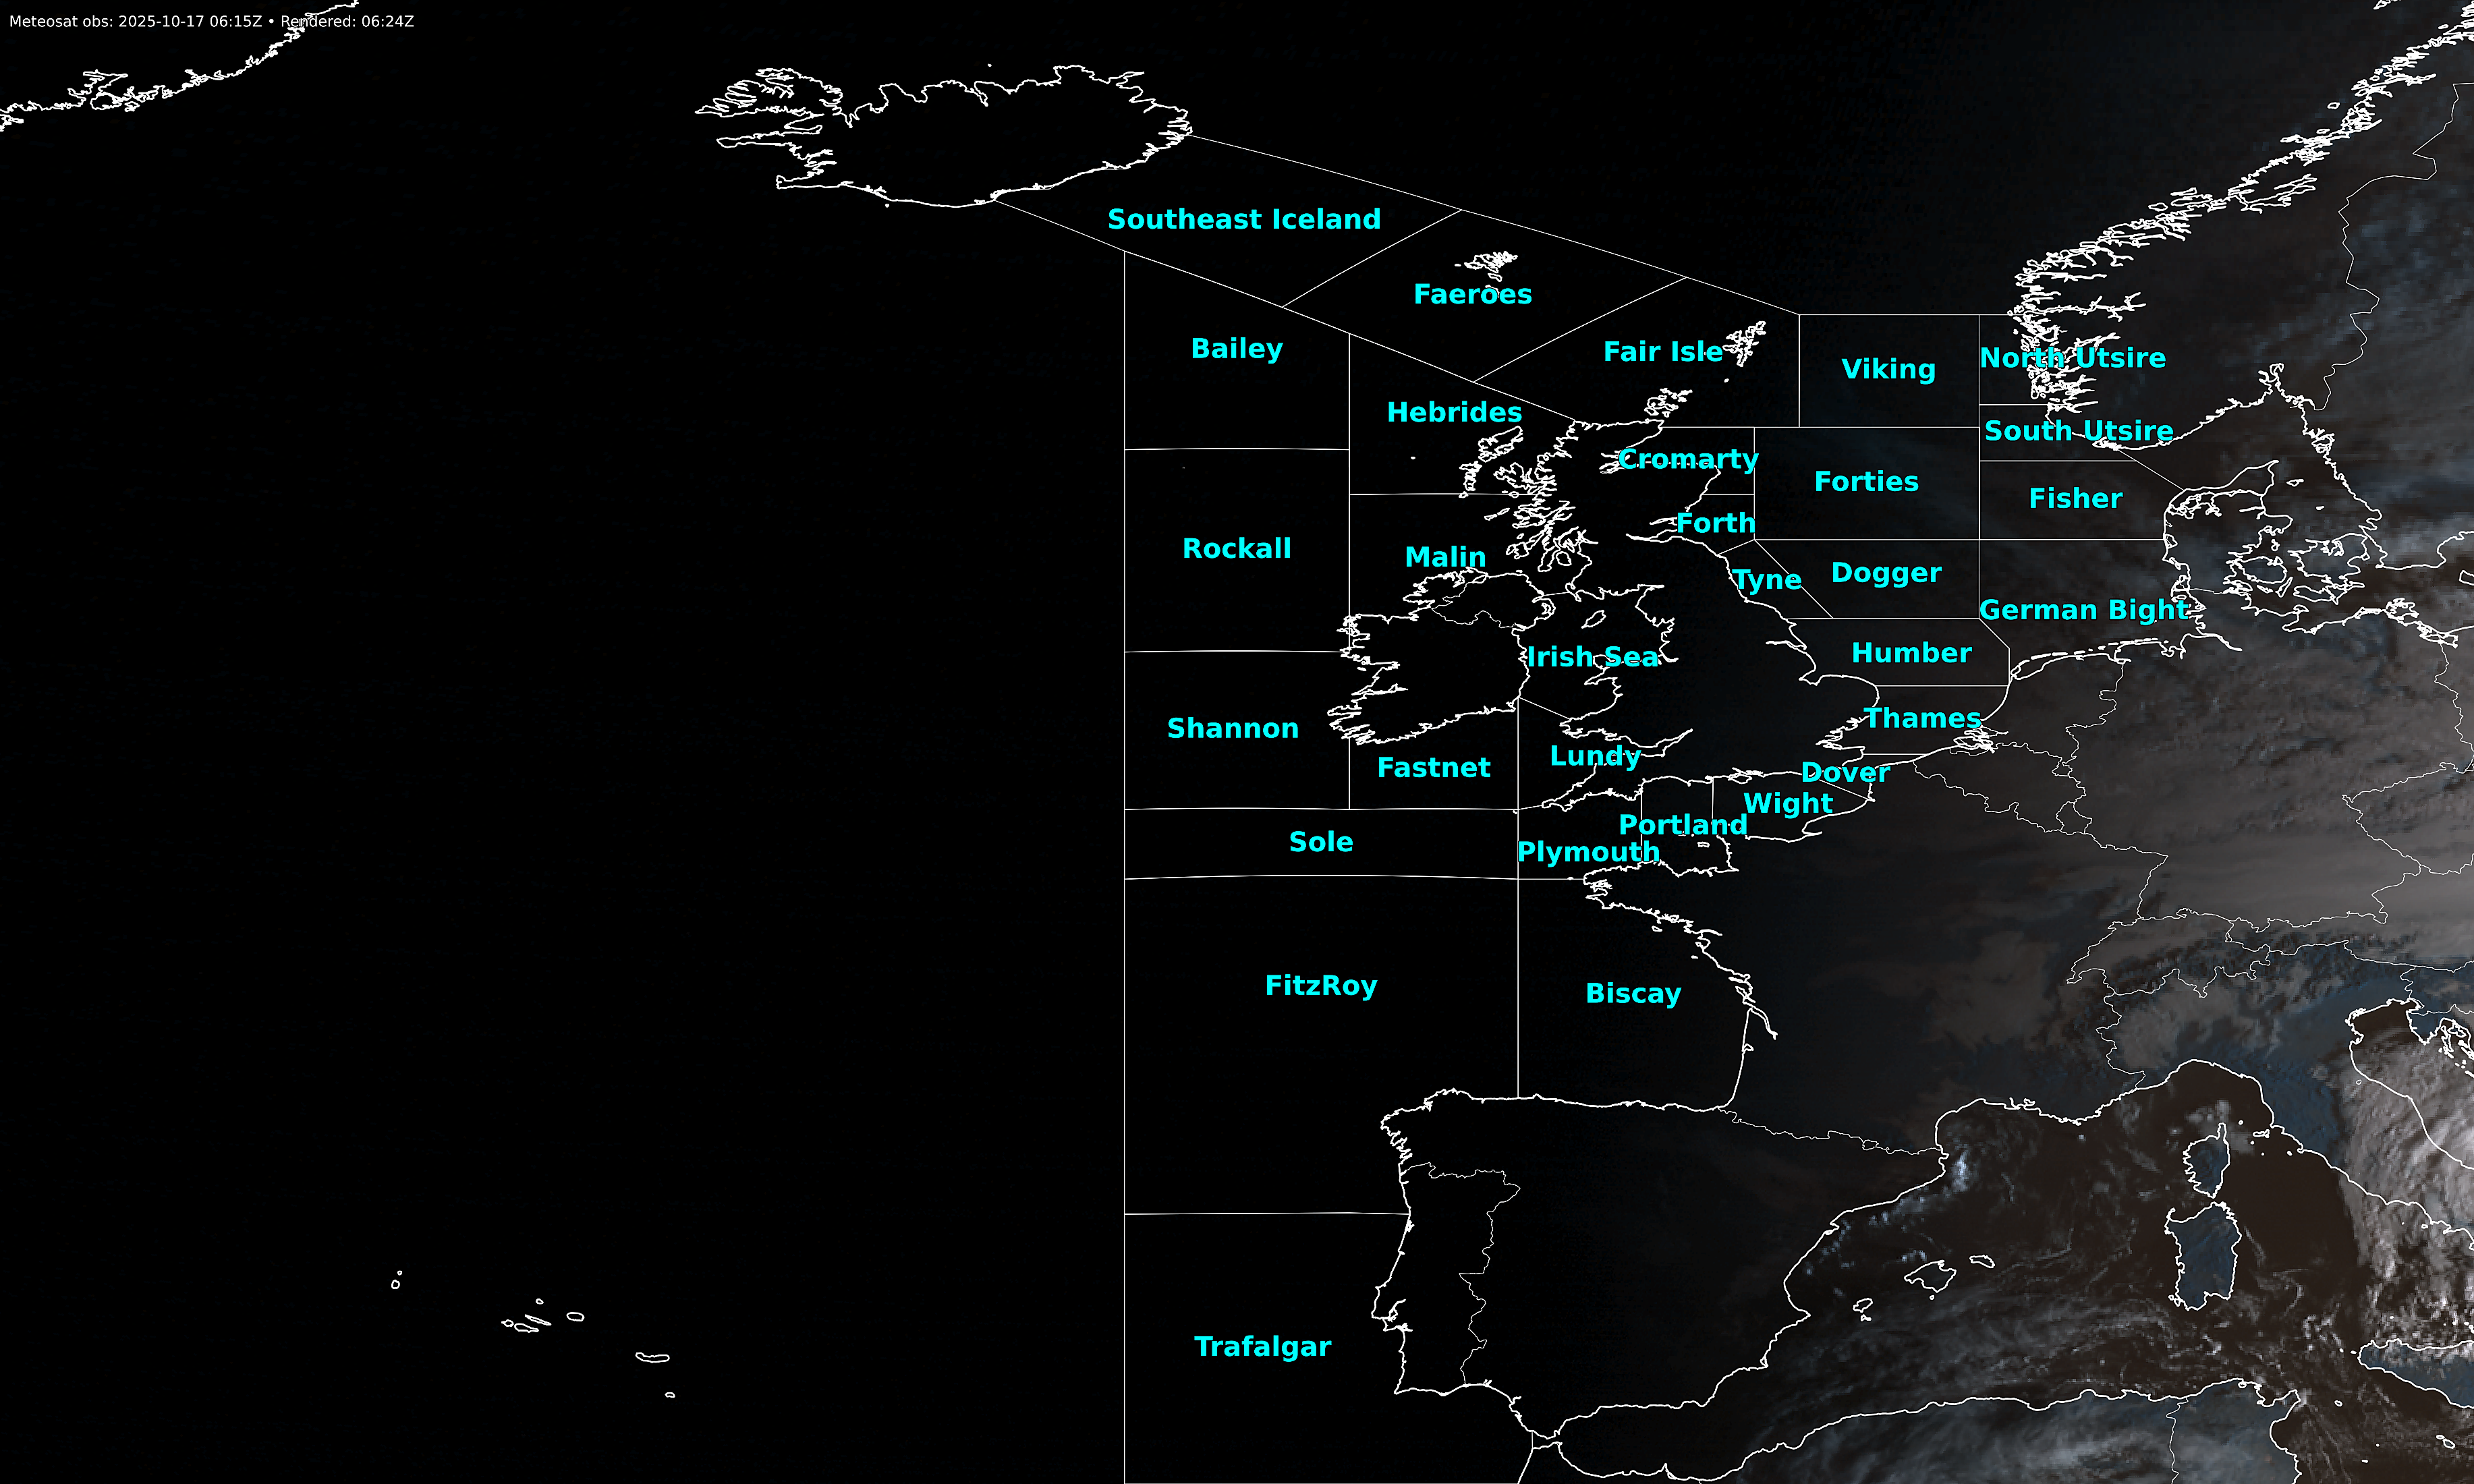 Meteosat obs: 2025-10-17 06:15Z • Rendered: 06:24Z
Southeast Iceland
Faeroes
Bailey
Fair Isle
Viking
North Utsire
Hebrides
South Utsire
Cromarty
Forties
Fisher
Forth
Rockall
Malin
Tyne
Dogger
German Bight
Irish Sea
Humber
Shannon
Thames
Fastnet
Lundy
Dover
Wight
Portland
Sole
Plymouth
FitzRoy
Biscay
Trafalgar